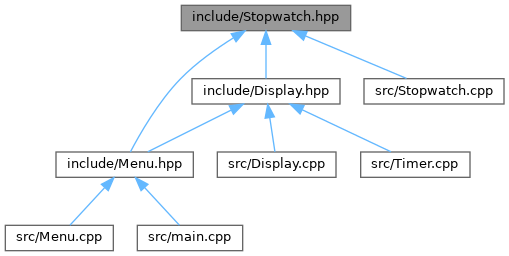 include/Stopwatch.hpp
include/Display.hpp
src/Stopwatch.cpp
include/Menu.hpp
src/Display.cpp
src/Timer.cpp
src/Menu.cpp
src/main.cpp